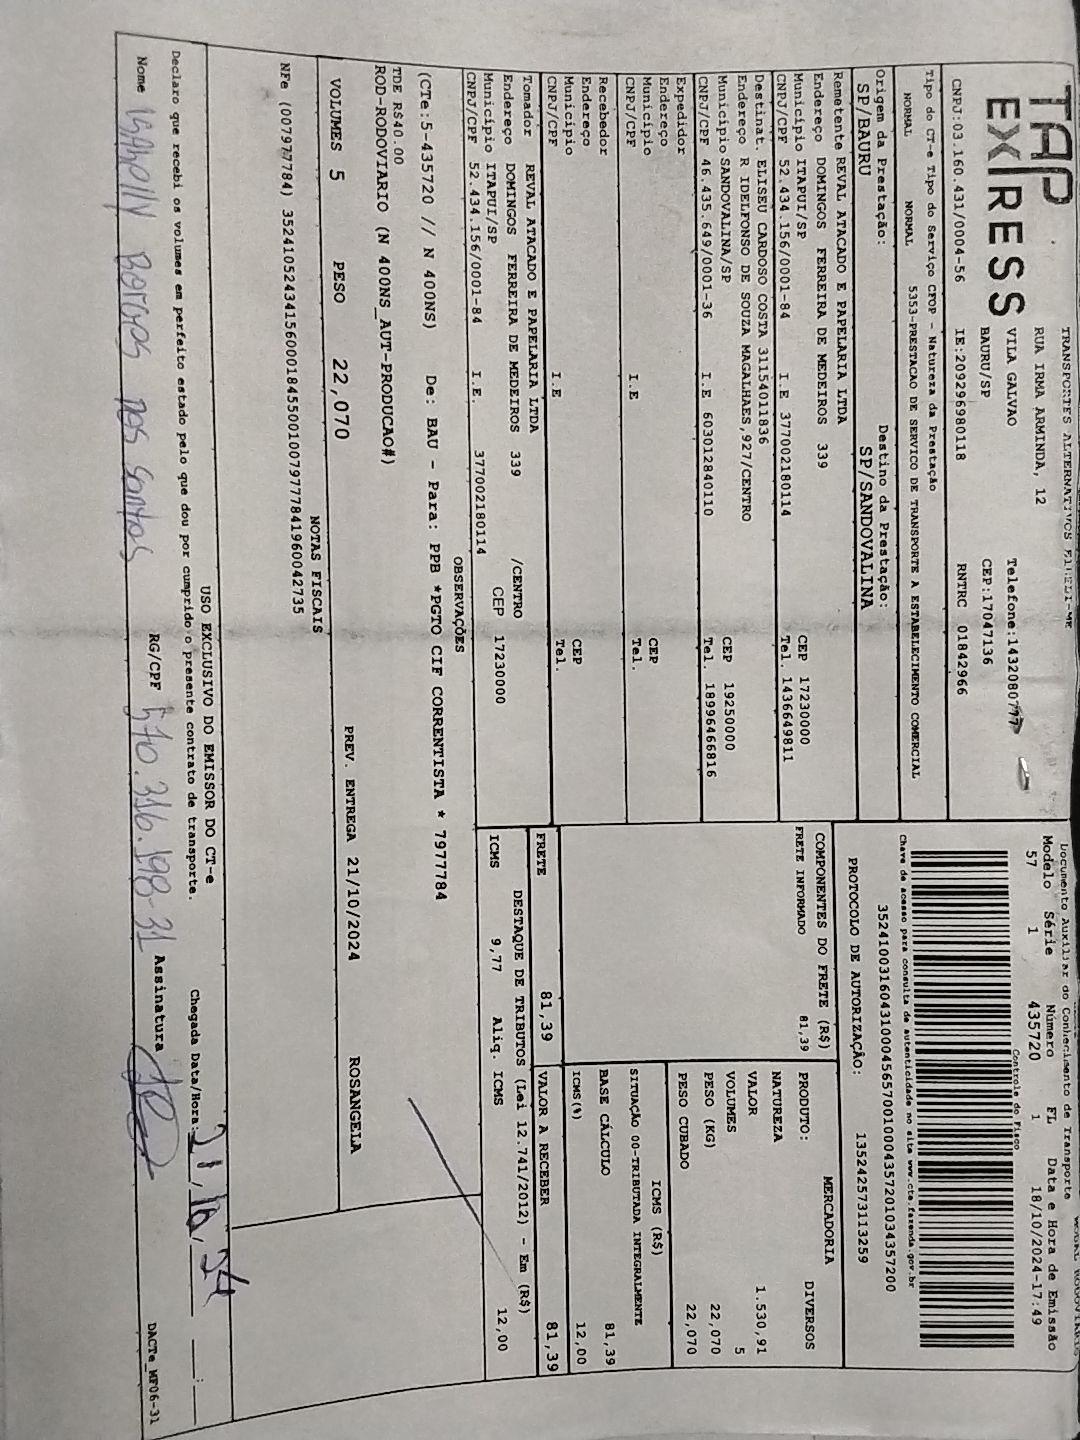 TRANSPORTES ALTERNATIVOS EIRELI-ME
TAP EXPRESS
RUA IRMA ARMINDA, 12
VILA GALVAO Telefone:1432080777
BAURU/SP CEP:17047136
CNPJ:03.160.431/0004-56 IE:209296980118 RNTRC 01842966
Tipo do CT-e Tipo do Serviço CFOP - Natureza da Prestação
NORMAL NORMAL 5353-PRESTACAO DE SERVICO DE TRANSPORTE A ESTABELECIMENTO COMERCIAL
Origem da Prestação: Destino da Prestação:
SP/BAURU SP/SANDOVALINA
Documento Auxiliar do Conhecimento de Transporte
Modelo Série Número FL Data e Hora de Emissão
57 1 435720 1 18/10/2024-17:49
Controle do Fisco
Chave de acesso para consulta de autenticidade no site www.cte.fazenda.gov.br
35241003160431000456570010004357201034357200
PROTOCOLO DE AUTORIZAÇÃO: 135242573113259
Remetente REVAL ATACADO E PAPELARIA LTDA
Endereço DOMINGOS FERREIRA DE MEDEIROS 339
Município ITAPUI/SP CEP 17230000
CNPJ/CPF 52.434.156/0001-84 I.E 377002180114 Tel. 1436649811
Destinat. ELISEU CARDOSO COSTA 31154011836
Endereço R IDELFONSO DE SOUZA MAGALHAES,927/CENTRO
Município SANDOVALINA/SP CEP 19250000
CNPJ/CPF 46.435.649/0001-36 I.E 603012840110 Tel. 18996466816
Expedidor
Endereço
Município CEP
CNPJ/CPF I.E Tel.
Recebedor
Endereço
Município CEP
CNPJ/CPF I.E Tel.
Tomador REVAL ATACADO E PAPELARIA LTDA
Endereço DOMINGOS FERREIRA DE MEDEIROS 339 /CENTRO
Município ITAPUI/SP CEP 17230000
CNPJ/CPF 52.434.156/0001-84 I.E. 377002180114
COMPONENTES DO FRETE (R$)
FRETE INFORMADO 81,39
MERCADORIA
PRODUTO: DIVERSOS
NATUREZA
VALOR 1.530,91
VOLUMES 5
PESO (KG) 22,070
PESO CUBADO 22,070
ICMS (R$)
SITUAÇÃO 00-TRIBUTADA INTEGRALMENTE
BASE CÁLCULO 81,39
ICMS(%) 12,00
FRETE 81,39 VALOR A RECEBER 81,39
DESTAQUE DE TRIBUTOS (Lei 12.741/2012) - Em (R$)
ICMS 9,77 Aliq. ICMS 12,00
OBSERVAÇÕES
(CTe:5-435720 // N 400NS) De: BAU - Para: PPB *PGTO CIF CORRENTISTA * 7977784
TDE R$40.00
ROD-RODOVIARIO (N 400NS_AUT-PRODUCAO#)
VOLUMES 5 PESO 22,070 PREV. ENTREGA 21/10/2024 ROSANGELA
NOTAS FISCAIS
NFe (007977784) 35241052434156000184550010079777841960042735
USO EXCLUSIVO DO EMISSOR DO CT-e
Declaro que recebi os volumes em perfeito estado pelo que dou por cumprido o presente contrato de transporte. Chegada Data/Hora: 21/10/24 :
Nome dos Santos RG/CPF 570.316.198-31 Assinatura
DACTe_MF06-31